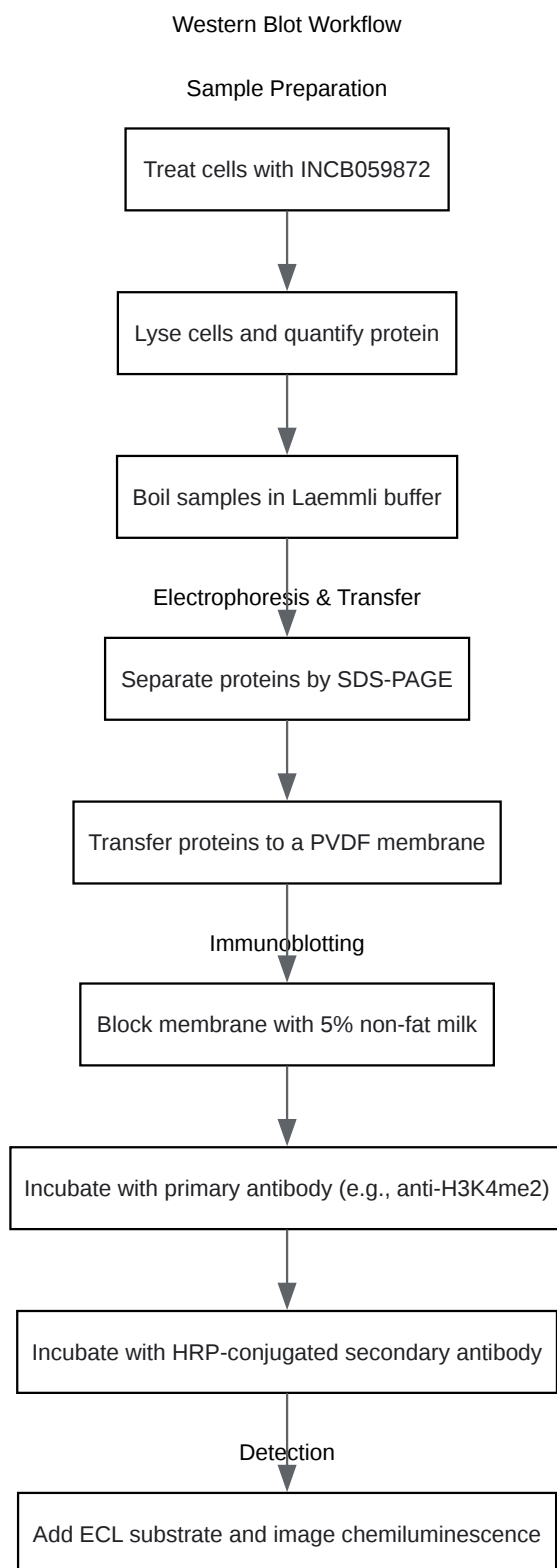 Western Blot Workflow
Sample Preparation
Treat cells with INCB059872
Lyse cells and quantify protein
Boil samples in Laemmli buffer
Electrophoresis & Transfer
Separate proteins by SDS-PAGE
Transfer proteins to a PVDF membrane
Immunoblotting
Block membrane with 5% non-fat milk
Incubate with primary antibody (e.g., anti-H3K4me2)
Incubate with HRP-conjugated secondary antibody
Detection
Add ECL substrate and image chemiluminescence